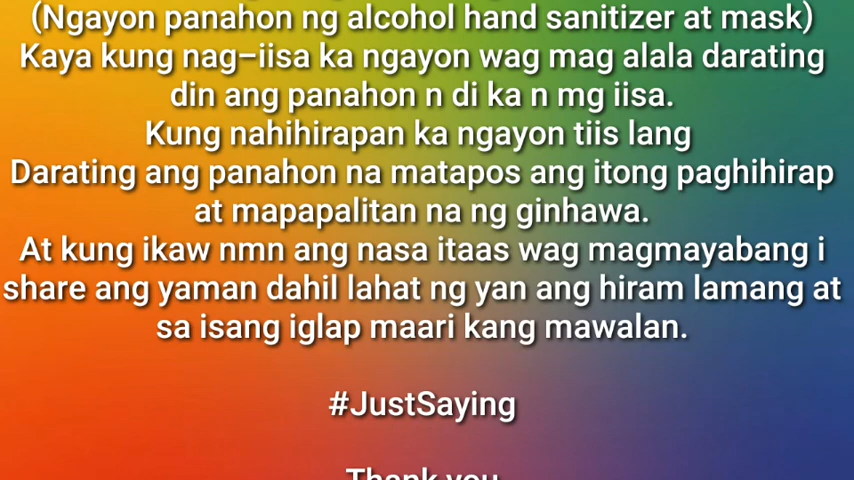 (Ngayon panahon ng alcohol hand sanitizer at mask)
Kaya kung nag-iisa ka ngayon wag mag alala darating
din ang panahon n di ka n mg iisa.
Kung nahihirapan ka ngayon tiis lang
Darating ang panahon na matapos ang itong paghihirap
at mapapalitan na ng ginhawa.
At kung ikaw nmn ang nasa itaas wag magmayabang i
share ang yaman dahil lahat ng yan ang hiram lamang at
sa isang iglap maari kang mawalan.
#JustSaying
Thank you